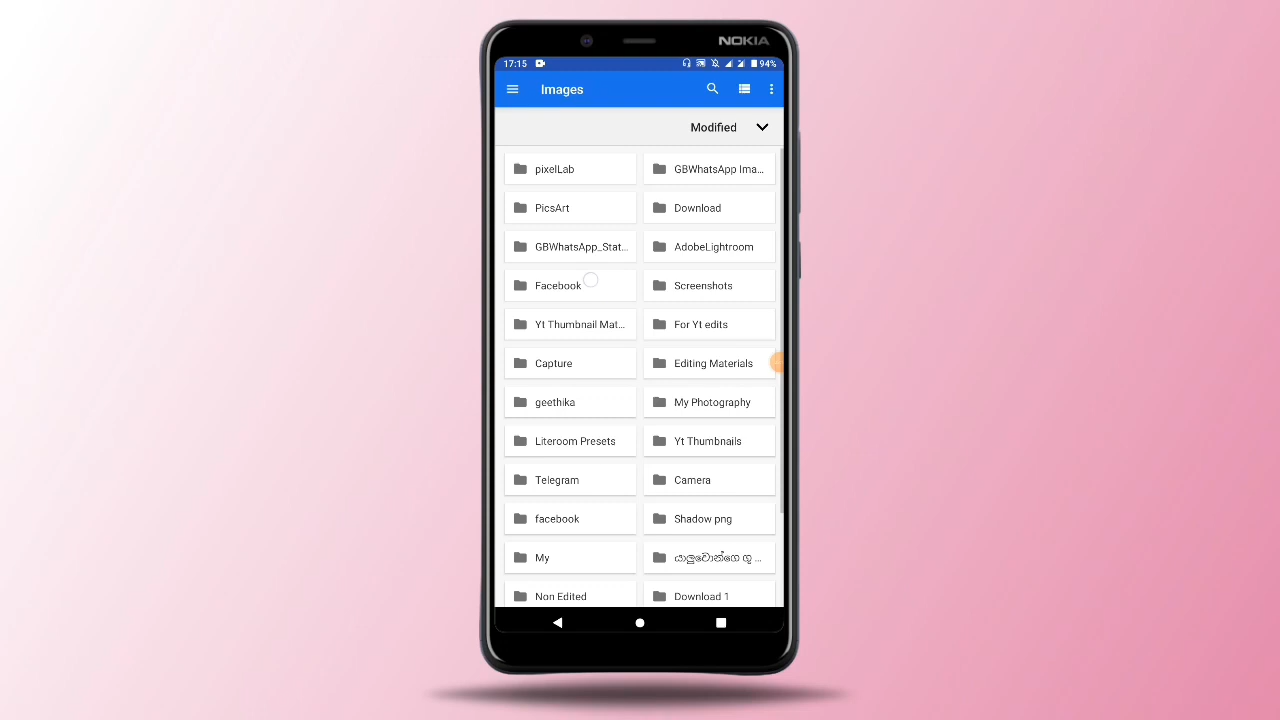 NOKIA
17:15 94%
Images
Modified
pixelLab GBWhatsApp Ima...
PicsArt Download
GBWhatsApp_Stat... AdobeLightroom
Facebook Screenshots
Yt Thumbnail Mat... For Yt edits
Capture Editing Materials
geethika My Photography
Literoom Presets Yt Thumbnails
Telegram Camera
facebook Shadow png
My යාලුවොන්ගෙ ගු ...
Non Edited Download 1